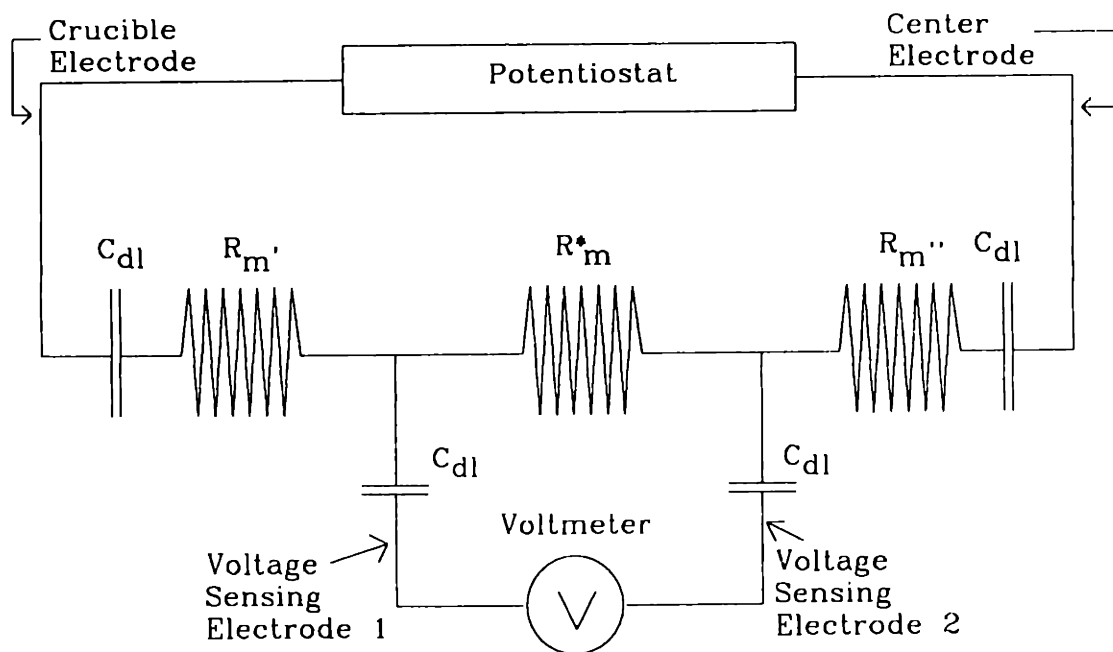 Crucible
Electrode
Potentiostat
Center
Electrode
Cdl
Rm'
R*m
Rm''
Cdl
Cdl
Cdl
Voltmeter
V
Voltage
Sensing
Electrode 1
Voltage
Sensing
Electrode 2